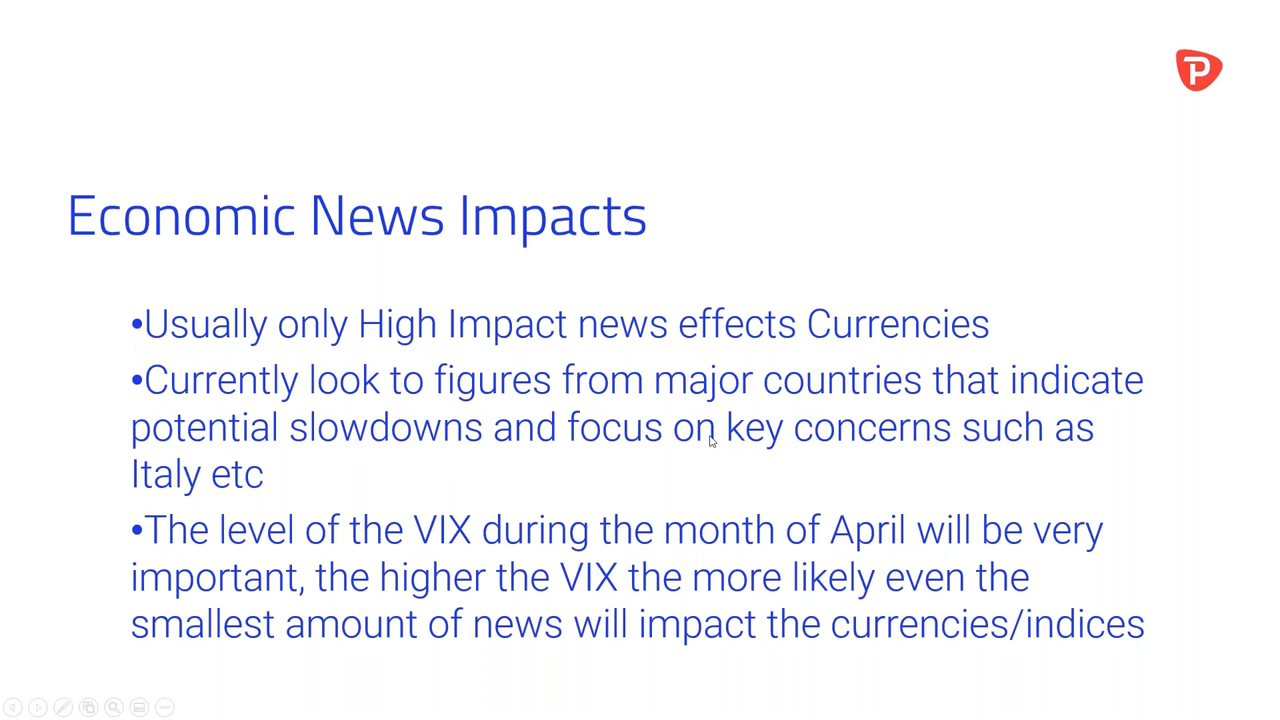 P
Economic News Impacts
•Usually only High Impact news effects Currencies
•Currently look to figures from major countries that indicate
potential slowdowns and focus on key concerns such as
Italy etc
•The level of the VIX during the month of April will be very
important, the higher the VIX the more likely even the
smallest amount of news will impact the currencies/indices